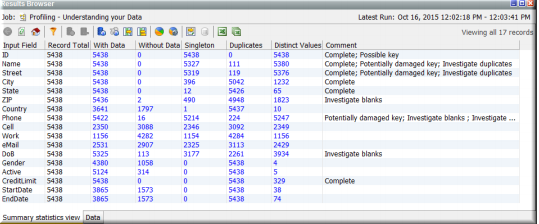 Results Browser
Job: Profiling - Understanding your Data Latest Run: Oct 16, 2015 12:02:18 PM - 12:03:41 PM
Viewing all 17 records
Input Field Record Total With Data Without Data Singleton Duplicates Distinct Values Comment
ID 5438 5438 0 5438 0 5438 Complete; Possible key
Name 5438 5438 0 5327 111 5380 Complete; Potentially damaged key; Investigate duplicates
Street 5438 5438 0 5319 119 5376 Complete; Potentially damaged key; Investigate duplicates
City 5438 5438 0 396 5042 1232 Complete
State 5438 5438 0 12 5426 65 Complete
ZIP 5438 5436 2 490 4948 1823 Investigate blanks
Country 5438 3641 1797 1 5437 10
Phone 5438 5422 16 5214 224 5247 Potentially damaged key; Investigate blanks ; Investigate ...
Cell 5438 2350 3088 2346 3092 2349
Work 5438 1156 4282 1154 4284 1156
eMail 5438 2531 2907 2325 3113 2429
DoB 5438 5325 113 3177 2261 3934 Investigate blanks
Gender 5438 4380 1058 0 5438 4
Active 5438 5124 314 0 5438 5
CreditLimit 5438 5438 0 0 5438 329 Complete
StartDate 5438 3865 1573 0 5438 38
EndDate 5438 3865 1573 0 5438 74
Summary statistics view Data